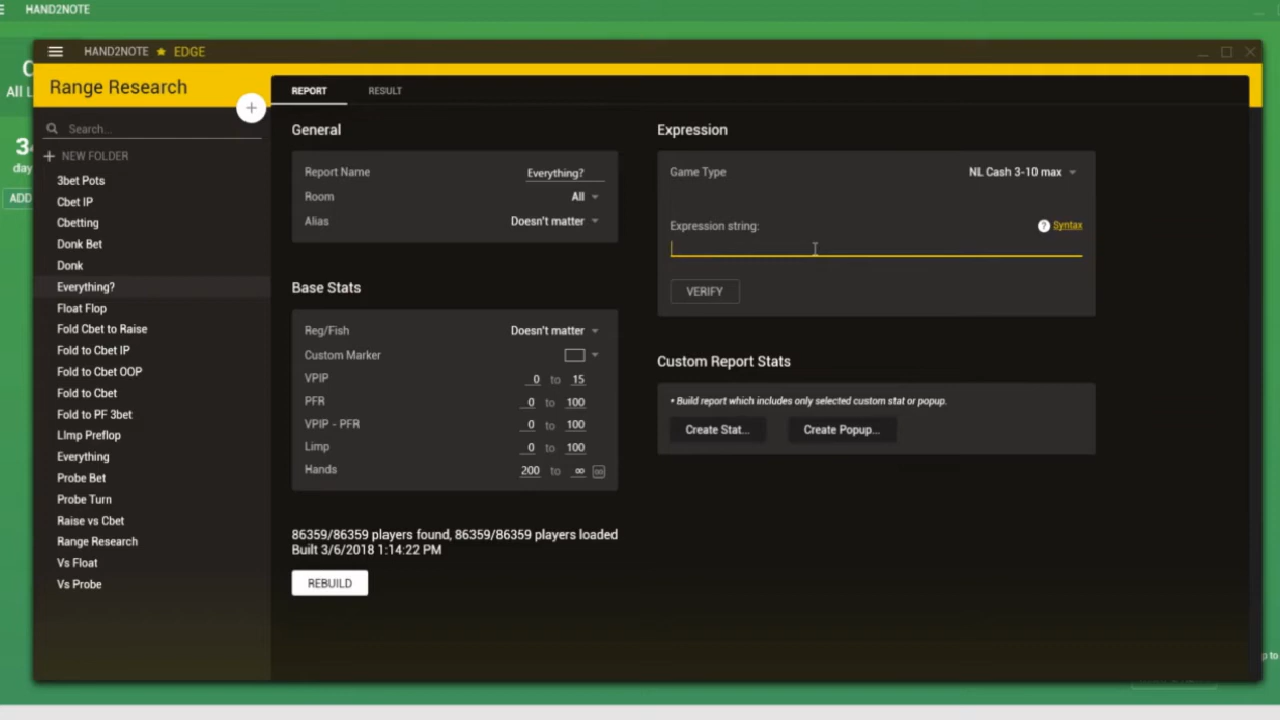 HAND2NOTE
HAND2NOTE ★ EDGE
Range Research
+
Search...
NEW FOLDER
3bet Pots
Cbet IP
Cbetting
Donk Bet
Donk
Everything?
Float Flop
Fold Cbet to Raise
Fold to Cbet IP
Fold to Cbet OOP
Fold to Cbet
Fold to PF 3bet
LImp Preflop
Everything
Probe Bet
Probe Turn
Raise vs Cbet
Range Research
Vs Float
Vs Probe
REPORT RESULT
General
Report Name Everything?
Room All
Alias Doesn't matter
Base Stats
Reg/Fish Doesn't matter
Custom Marker
VPIP 0 to 15
PFR 0 to 100
VPIP - PFR 0 to 100
Limp 0 to 100
Hands 200 to ∞ ∞
86359/86359 players found, 86359/86359 players loaded
Built 3/6/2018 1:14:22 PM
REBUILD
Expression
Game Type NL Cash 3-10 max
Expression string: ? Syntax
VERIFY
Custom Report Stats
* Build report which includes only selected custom stat or popup.
Create Stat... Create Popup...
All L
3
day
ADD
p to